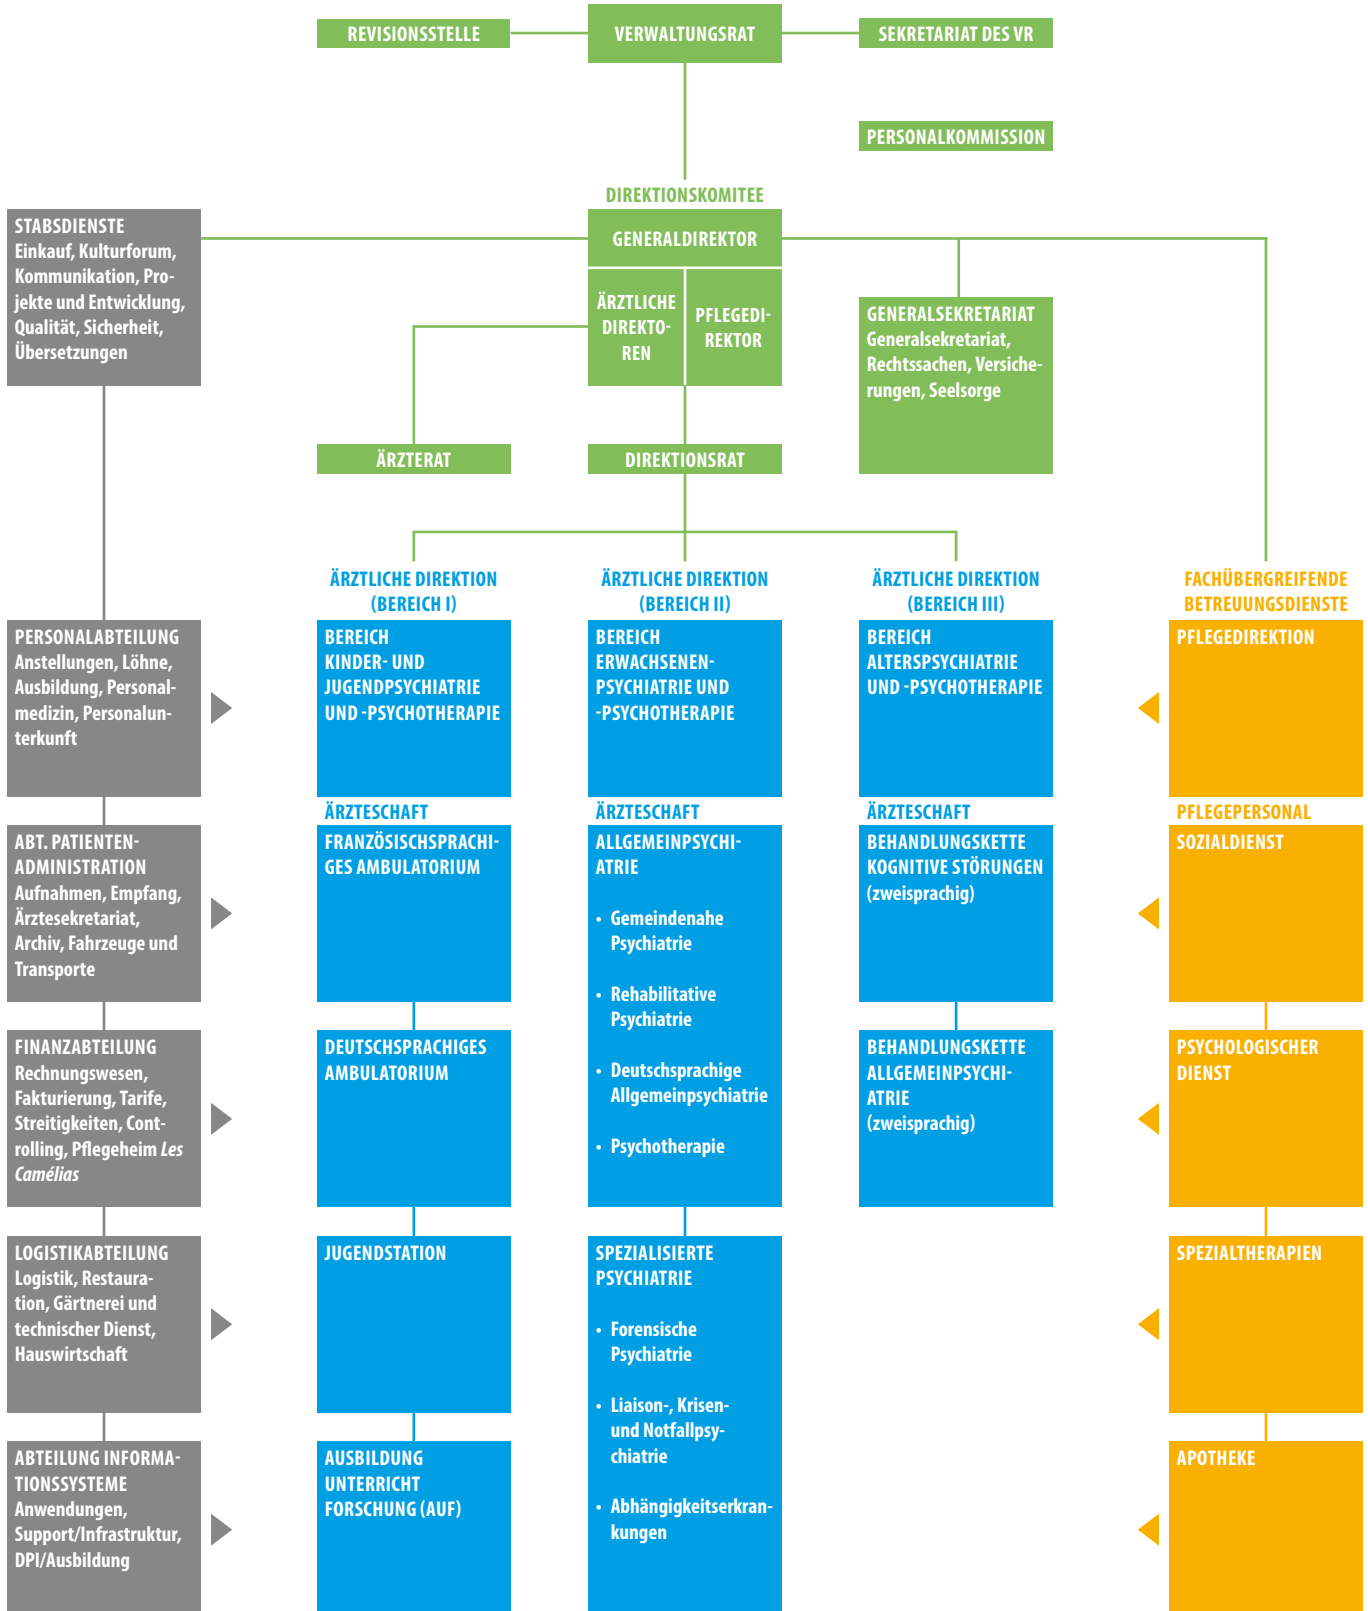 REVISIONSSTELLE
VERWALTUNGSRAT
SEKRETARIAT DES VR
PERSONALKOMMISSION
DIREKTIONSKOMITEE
GENERALDIREKTOR
ÄRZTLICHE
DIREKTO-
REN
PFLEGEDI-
REKTOR
STABSDIENSTE
Einkauf, Kulturforum,
Kommunikation, Pro-
jekte und Entwicklung,
Qualität, Sicherheit,
Übersetzungen
GENERALSEKRETARIAT
Generalsekretariat,
Rechtssachen, Versiche-
rungen, Seelsorge
ÄRZTERAT
DIREKTIONSRAT
PERSONALABTEILUNG
Anstellungen, Löhne,
Ausbildung, Personal-
medizin, Personalun-
terkunft
ABT. PATIENTEN-
ADMINISTRATION
Aufnahmen, Empfang,
Ärztesekretariat,
Archiv, Fahrzeuge und
Transporte
FINANZABTEILUNG
Rechnungswesen,
Fakturierung, Tarife,
Streitigkeiten, Cont-
rolling, Pflegeheim Les
Camélias
LOGISTIKABTEILUNG
Logistik, Restaura-
tion, Gärtnerei und
technischer Dienst,
Hauswirtschaft
ABTEILUNG INFORMA-
TIONSSYSTEME
Anwendungen,
Support/Infrastruktur,
DPI/Ausbildung
ÄRZTLICHE DIREKTION
(BEREICH I)
BEREICH
KINDER- UND
JUGENDPSYCHIATRIE
UND -PSYCHOTHERAPIE
ÄRZTESCHAFT
FRANZÖSISCHSPRACHI-
GES AMBULATORIUM
DEUTSCHSPRACHIGES
AMBULATORIUM
JUGENDSTATION
AUSBILDUNG
UNTERRICHT
FORSCHUNG (AUF)
ÄRZTLICHE DIREKTION
(BEREICH II)
BEREICH
ERWACHSENEN-
PSYCHIATRIE UND
-PSYCHOTHERAPIE
ÄRZTESCHAFT
ALLGEMEINPSYCHI-
ATRIE
• Gemeindenahe
Psychiatrie
• Rehabilitative
Psychiatrie
• Deutschsprachige
Allgemeinpsychiatrie
• Psychotherapie
SPEZIALISIERTE
PSYCHIATRIE
• Forensische
Psychiatrie
• Liaison-, Krisen-
und Notfallpsy-
chiatrie
• Abhängigkeitserkran-
kungen
ÄRZTLICHE DIREKTION
(BEREICH III)
BEREICH
ALTERSPSYCHIATRIE
UND -PSYCHOTHERAPIE
ÄRZTESCHAFT
BEHANDLUNGSKETTE
KOGNITIVE STÖRUNGEN
(zweisprachig)
BEHANDLUNGSKETTE
ALLGEMEINPSYCHI-
ATRIE
(zweisprachig)
FACHÜBERGREIFENDE
BETREUUNGSDIENSTE
PFLEGEDIREKTION
PFLEGEPERSONAL
SOZIALDIENST
PSYCHOLOGISCHER
DIENST
SPEZIALTHERAPIEN
APOTHEKE